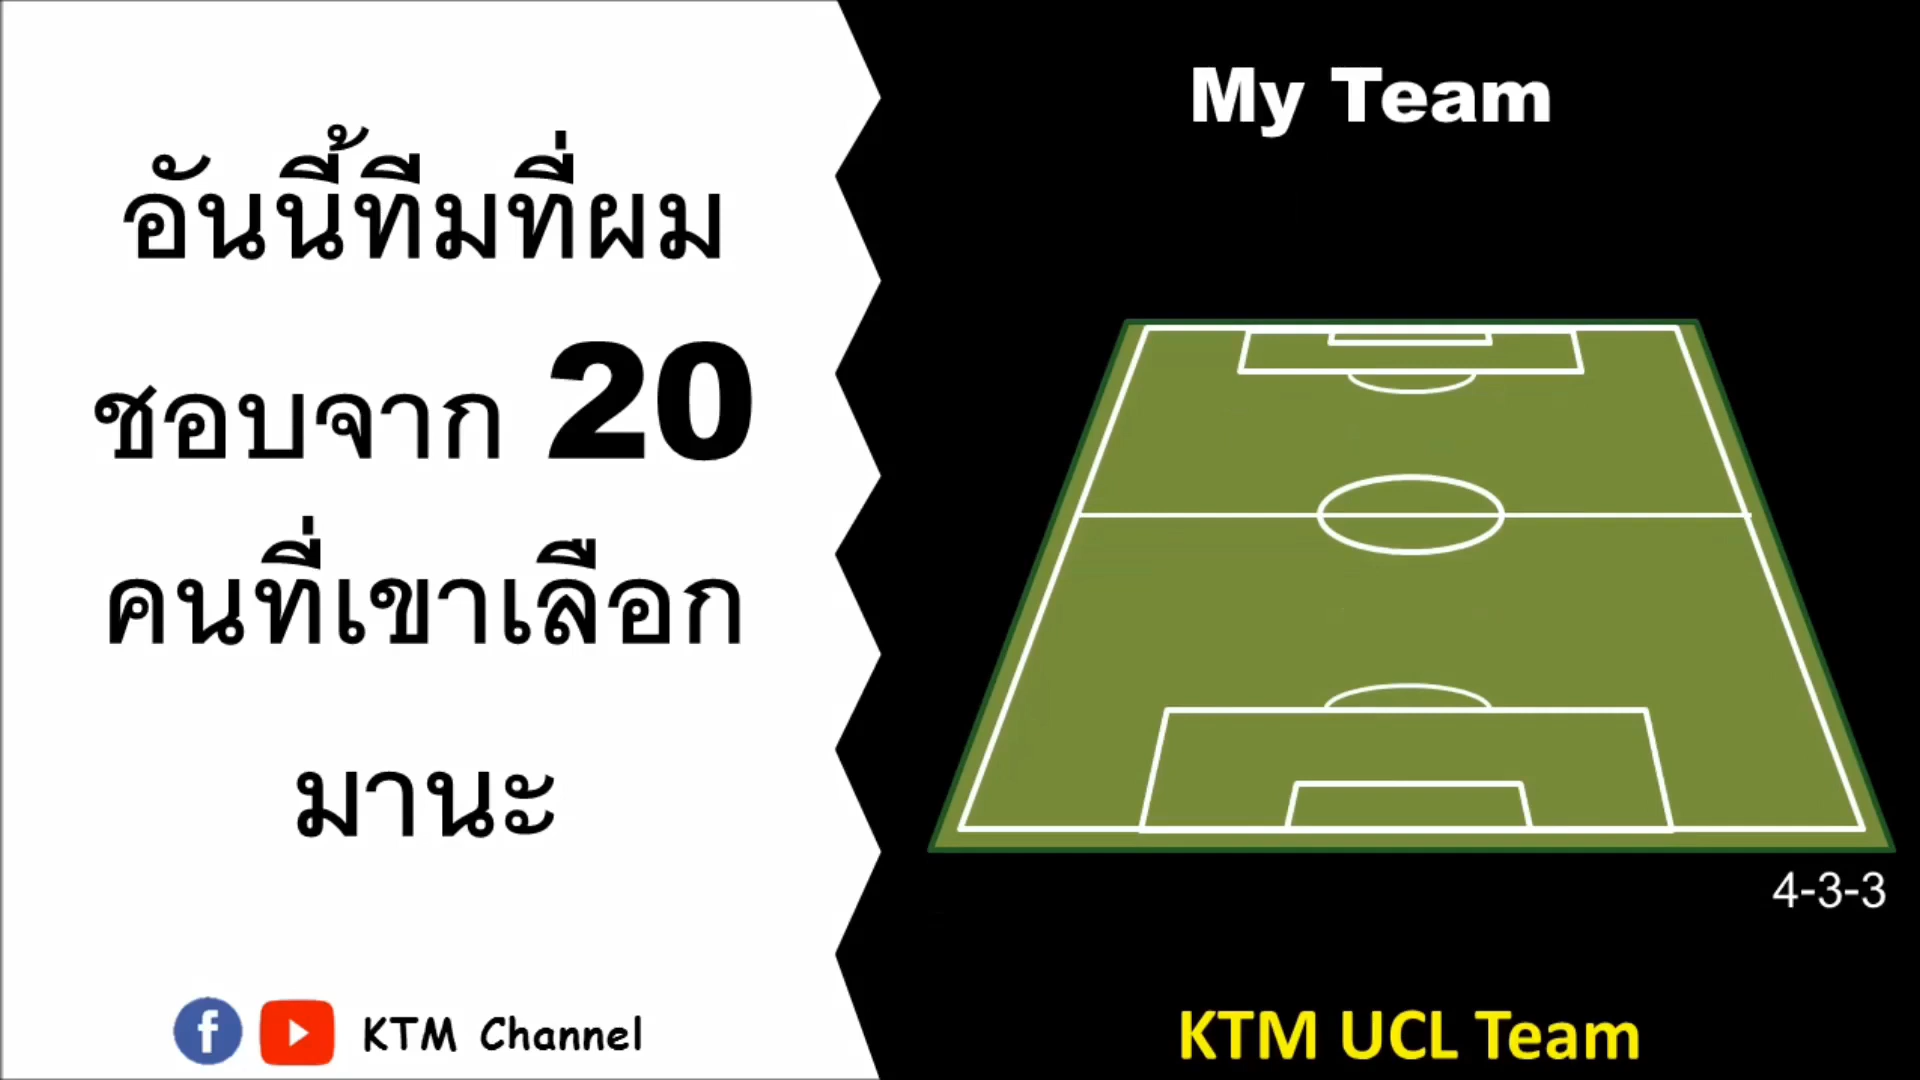 อันนี้ทีมที่ผม
ชอบจาก 20
คนที่เขาเลือก
มานะ
KTM Channel
My Team
4-3-3
KTM UCL Team